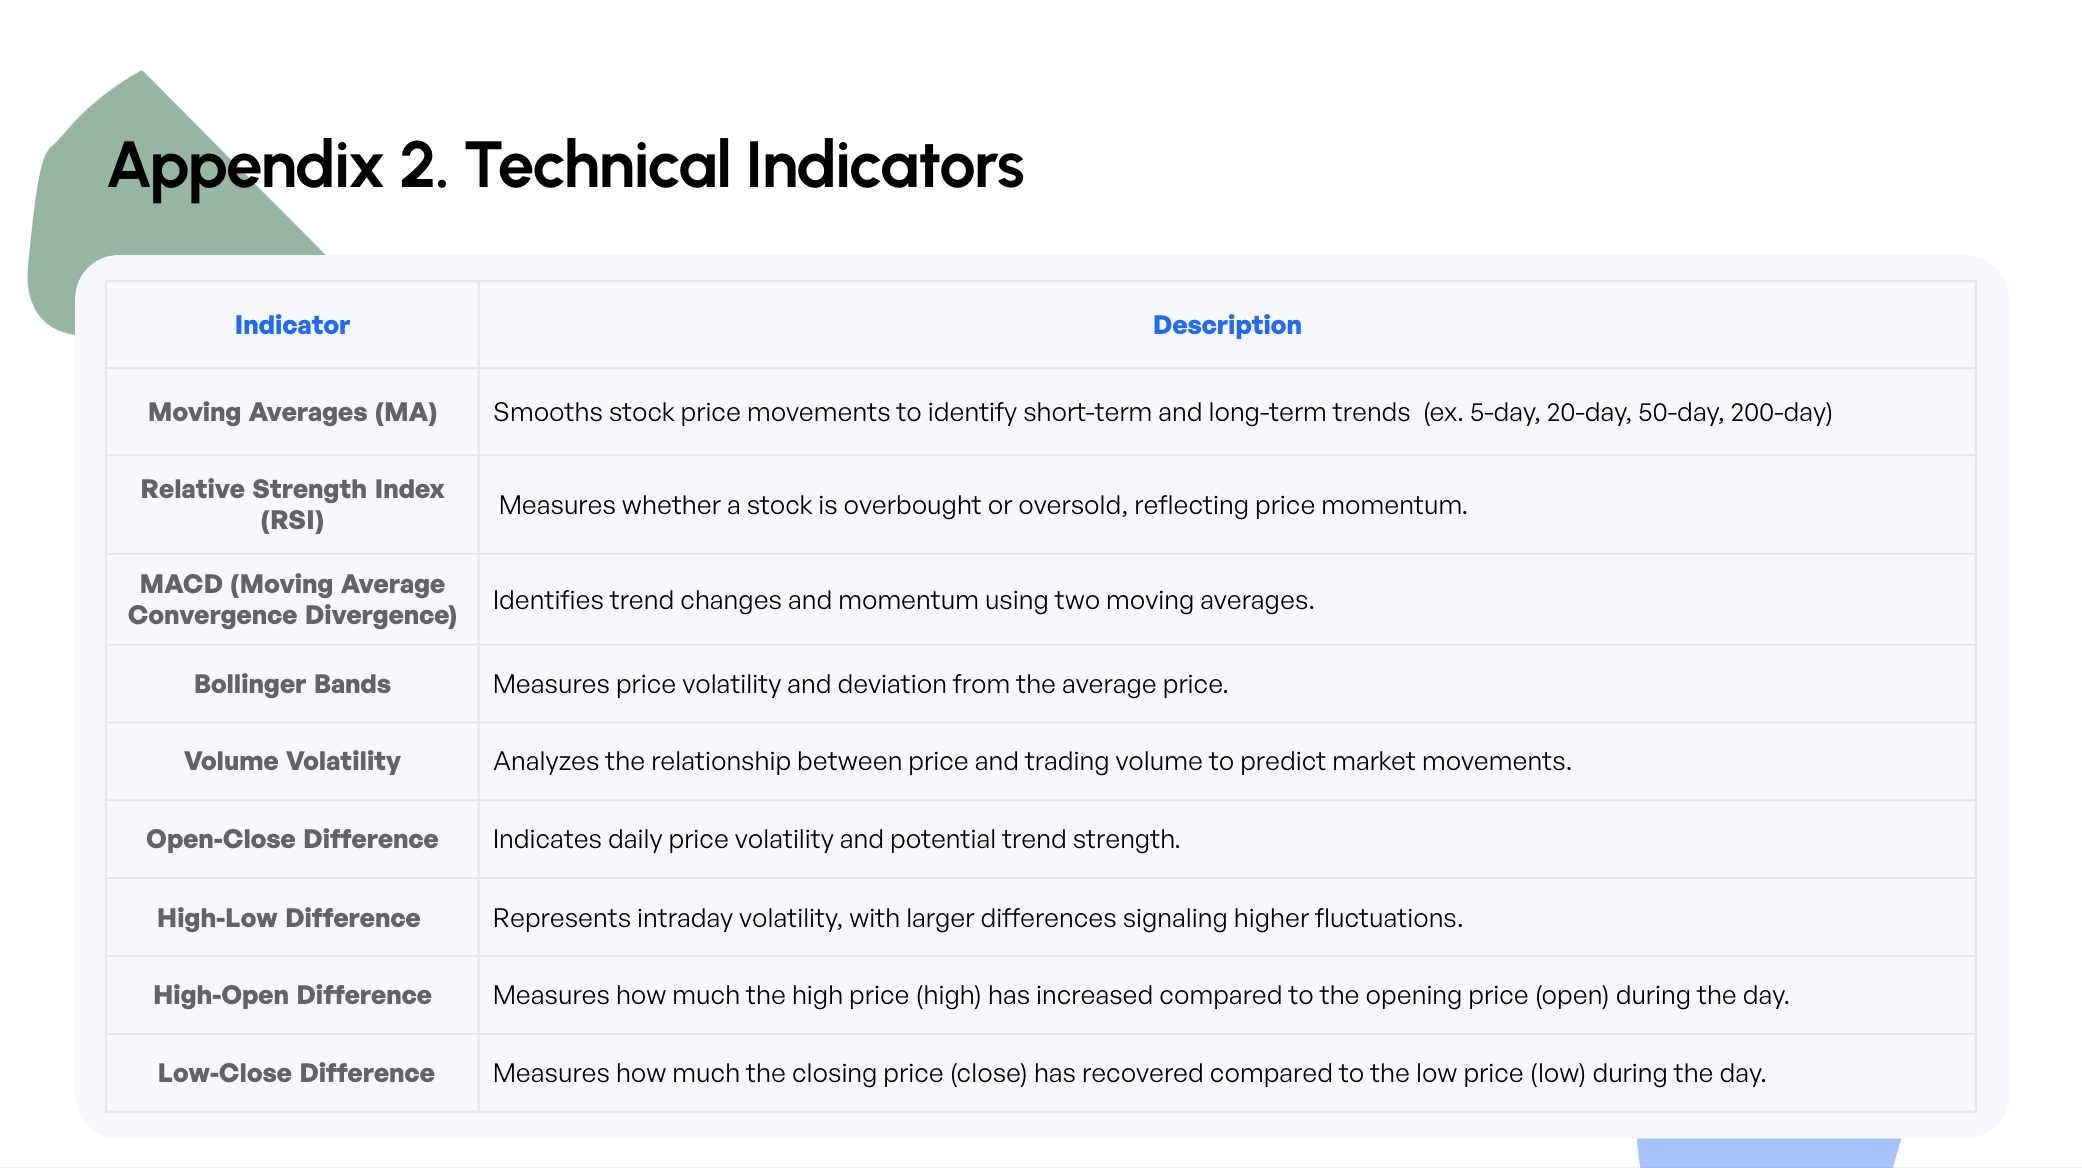 Appendix 2. Technical Indicators
Indicator
Description
Moving Averages (MA)
Smooths stock price movements to identify short-term and long-term trends  (ex. 5-day, 20-day, 50-day, 200-day)
Relative Strength Index
(RSI)
Measures whether a stock is overbought or oversold, reflecting price momentum.
MACD (Moving Average
Convergence Divergence)
Identifies trend changes and momentum using two moving averages.
Bollinger Bands
Measures price volatility and deviation from the average price.
Volume Volatility
Analyzes the relationship between price and trading volume to predict market movements.
Open-Close Difference
Indicates daily price volatility and potential trend strength.
High-Low Difference
Represents intraday volatility, with larger differences signaling higher fluctuations.
High-Open Difference
Measures how much the high price (high) has increased compared to the opening price (open) during the day.
Low-Close Difference
Measures how much the closing price (close) has recovered compared to the low price (low) during the day.